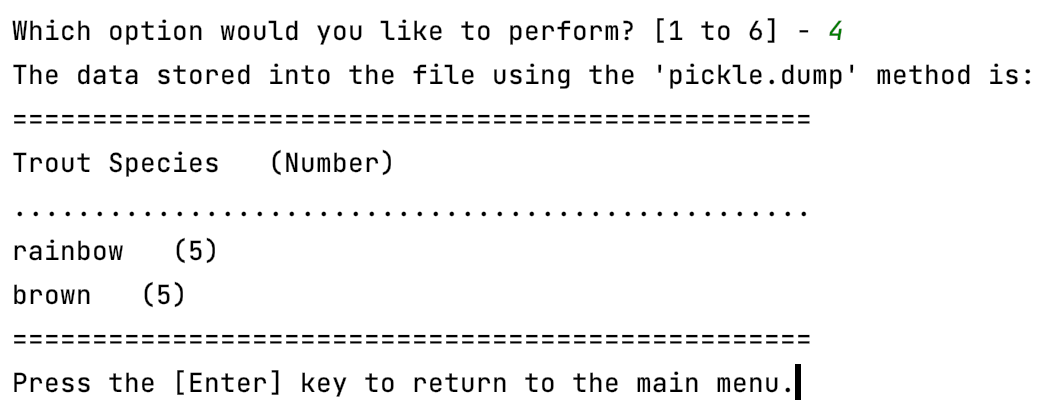 Which option would you like to perform? [1 to 6] - 4
The data stored into the file using the 'pickle.dump' method is:
==================================================
Trout Species   (Number)
..................................................
rainbow   (5)
brown   (5)
==================================================
Press the [Enter] key to return to the main menu.